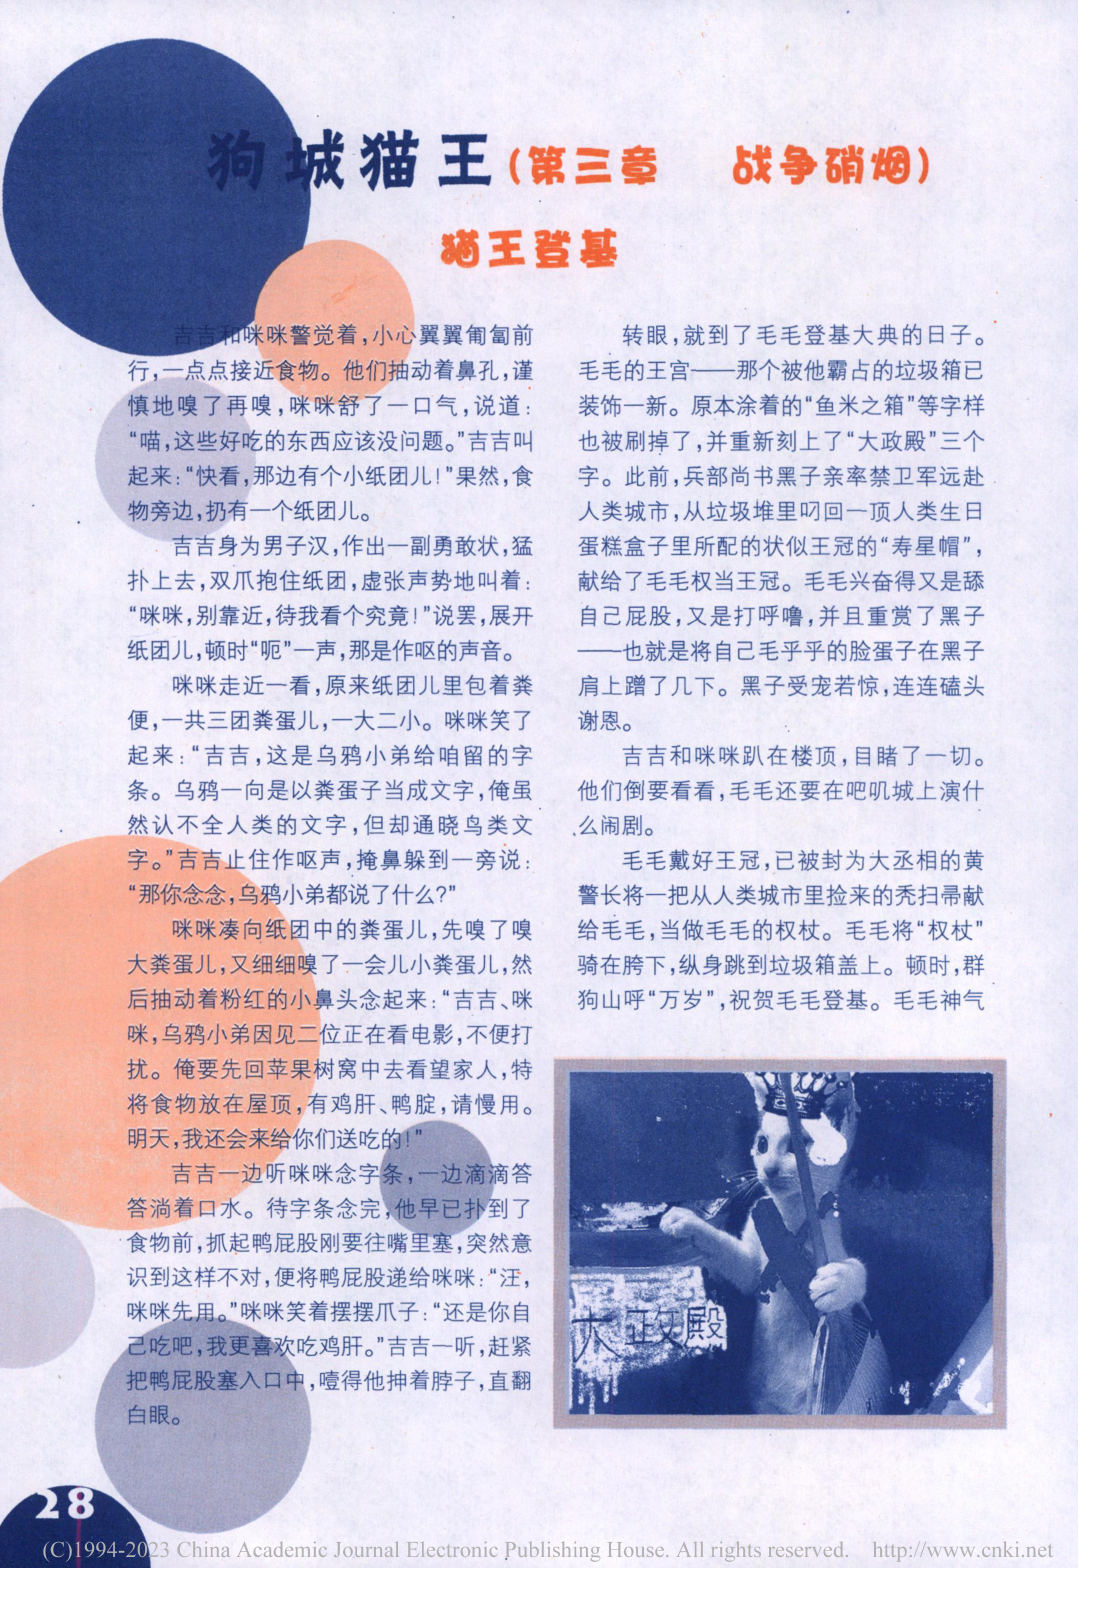 狗城猫王(第三章 战争硝烟)
猫王登基
吉吉和咪咪警觉着，小心翼翼匍匐前
行，一点点接近食物。他们抽动着鼻孔，谨
慎地嗅了再嗅，咪咪舒了一口气，说道：
“喵，这些好吃的东西应该没问题。”吉吉叫
起来：“快看，那边有个小纸团儿！”果然，食
物旁边，扔有一个纸团儿。
吉吉身为男子汉，作出一副勇敢状，猛
扑上去，双爪抱住纸团，虚张声势地叫着：
“咪咪，别靠近，待我看个究竟！”说罢，展开
纸团儿，顿时“呃”一声，那是作呕的声音。
咪咪走近一看，原来纸团儿里包着粪
便，一共三团粪蛋儿，一大二小。咪咪笑了
起来：“吉吉，这是乌鸦小弟给咱留的字
条。乌鸦一向是以粪蛋子当成文字，俺虽
然认不全人类的文字，但却通晓鸟类文
字。”吉吉止住作呕声，掩鼻躲到一旁说：
“那你念念，乌鸦小弟都说了什么？”
咪咪凑向纸团中的粪蛋儿，先嗅了嗅
大粪蛋儿，又细细嗅了一会儿小粪蛋儿，然
后抽动着粉红的小鼻头念起来：“吉吉、咪
咪，乌鸦小弟因见二位正在看电影，不便打
扰。俺要先回苹果树窝中去看望家人，特
将食物放在屋顶，有鸡肝、鸭腚，请慢用。
明天，我还会来给你们送吃的！”
吉吉一边听咪咪念字条，一边滴滴答
答淌着口水。待字条念完，他早已扑到了
食物前，抓起鸭屁股刚要往嘴里塞，突然意
识到这样不对，便将鸭屁股递给咪咪：“汪，
咪咪先用。”咪咪笑着摆摆爪子：“还是你自
己吃吧，我更喜欢吃鸡肝。”吉吉一听，赶紧
把鸭屁股塞入口中，噎得他抻着脖子，直翻
白眼。
转眼，就到了毛毛登基大典的日子。
毛毛的王宫——那个被他霸占的垃圾箱已
装饰一新。原本涂着的“鱼米之箱”等字样
也被刷掉了，并重新刻上了“大政殿”三个
字。此前，兵部尚书黑子亲率禁卫军远赴
人类城市，从垃圾堆里叼回一顶人类生日
蛋糕盒子里所配的状似王冠的“寿星帽”，
献给了毛毛权当王冠。毛毛兴奋得又是舔
自己屁股，又是打呼噜，并且重赏了黑子
——也就是将自己毛乎乎的脸蛋子在黑子
肩上蹭了几下。黑子受宠若惊，连连磕头
谢恩。
吉吉和咪咪趴在楼顶，目睹了一切。
他们倒要看看，毛毛还要在吧叽城上演什
么闹剧。
毛毛戴好王冠，已被封为大丞相的黄
警长将一把从人类城市里捡来的秃扫帚献
给毛毛，当做毛毛的权杖。毛毛将“权杖”
骑在胯下，纵身跳到垃圾箱盖上。顿时，群
狗山呼“万岁”，祝贺毛毛登基。毛毛神气
大政殿
28
(C)1994-2023 China Academic Journal Electronic Publishing House. All rights reserved. http://www.cnki.net